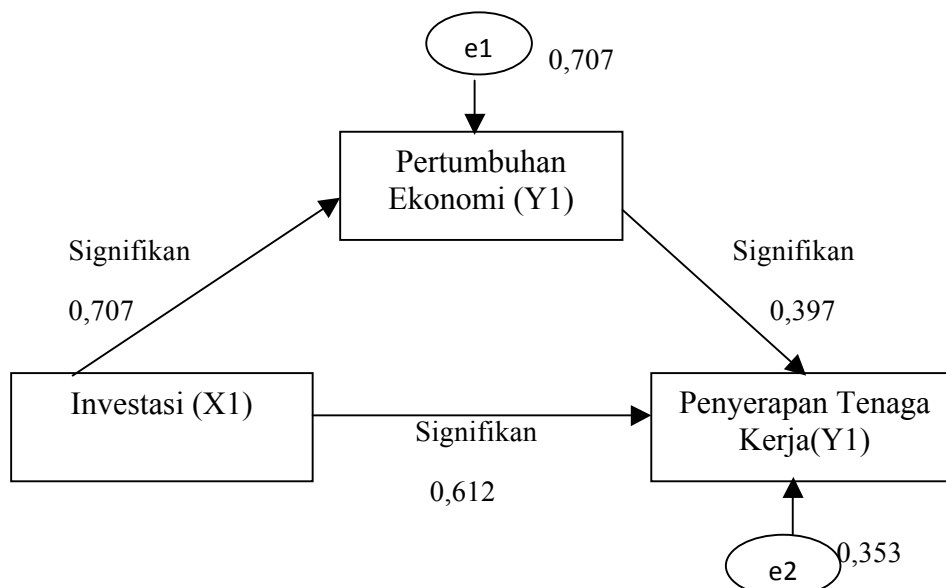 e1
0,707
Pertumbuhan
Ekonomi (Y1)
Signifikan
0,707
Signifikan
0,397
Investasi (X1)
Signifikan
0,612
Penyerapan Tenaga
Kerja(Y1)
e2
0,353